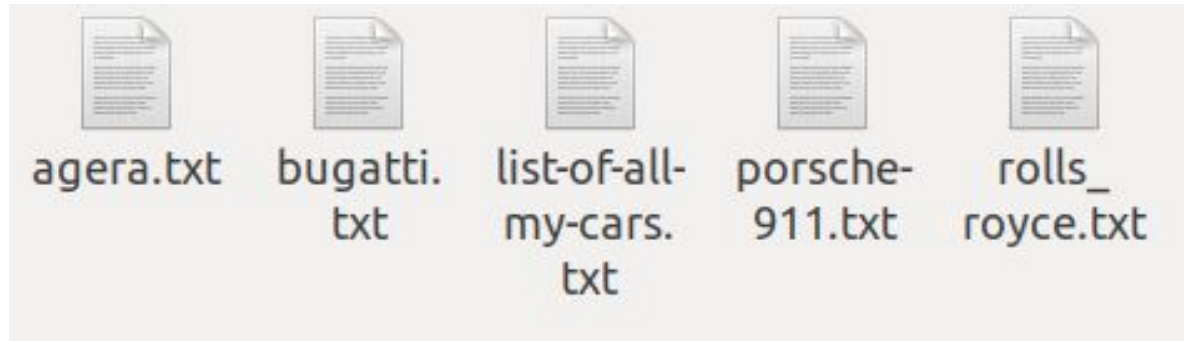 agera.txt
bugatti.
txt
list-of-all-
my-cars.
txt
porsche-
911.txt
rolls_
royce.txt